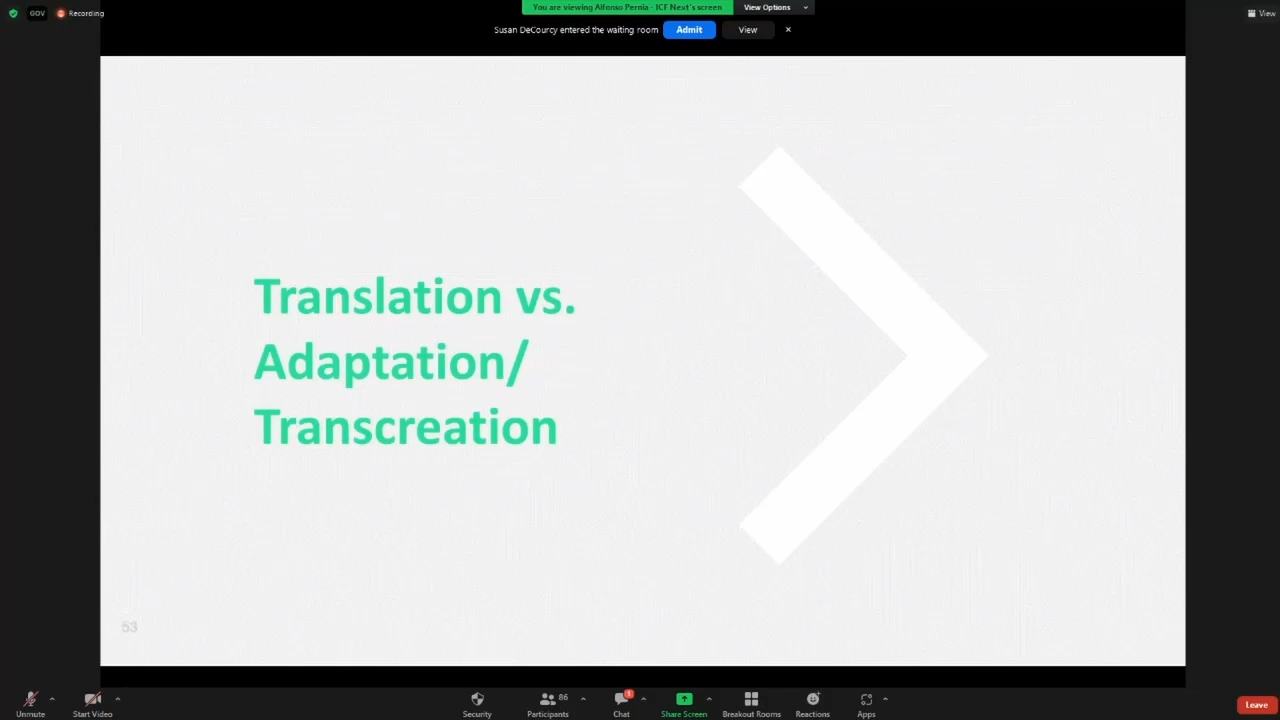 GOV
Recording
You are viewing Alfonso Pernia - ICF Next's screen
View Options
View
Susan DeCourcy entered the waiting room
Admit
View
Translation vs.
Adaptation/
Transcreation
53
Unmute
Start Video
Security
86
Participants
1
Chat
Share Screen
Breakout Rooms
Reactions
Apps
Leave